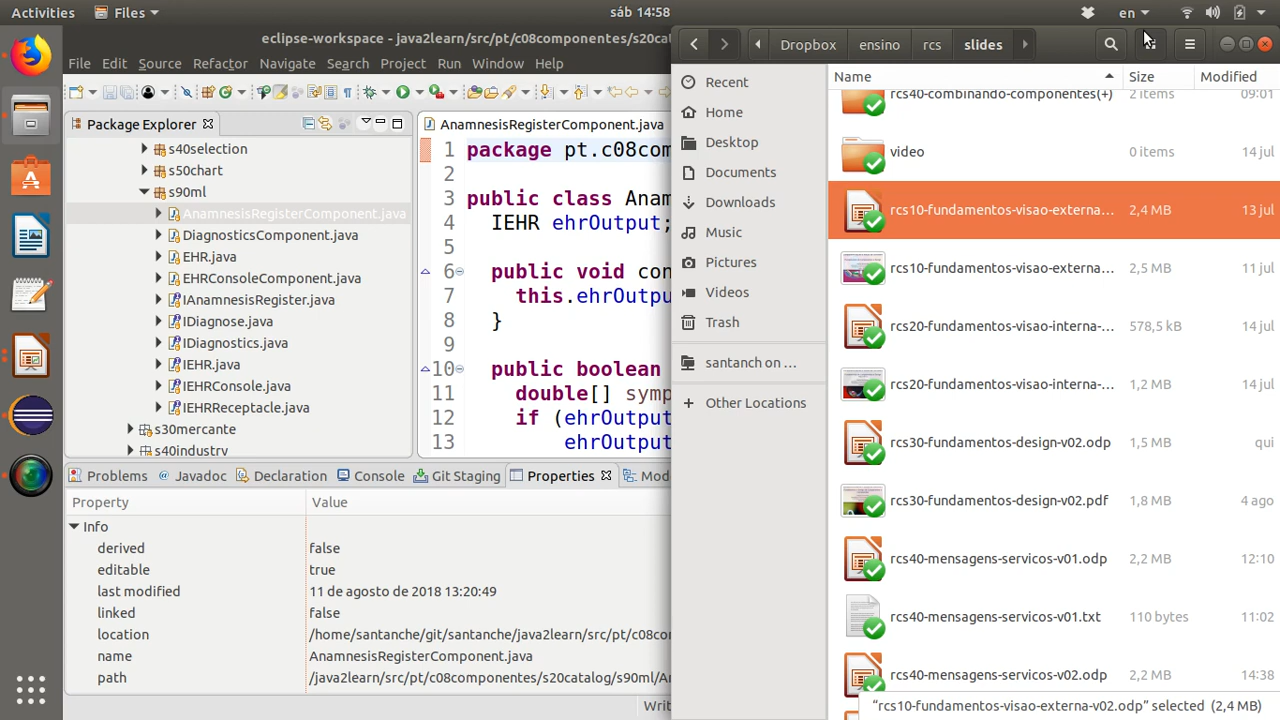 Activities Files sáb 14:58 en
eclipse-workspace - java2learn/src/pt/c08componentes/s20ca
File Edit Source Refactor Navigate Search Project Run Window Help
Package Explorer
s40selection
s50chart
s90ml
AnamnesisRegisterComponent.java
DiagnosticsComponent.java
EHR.java
EHRConsoleComponent.java
IAnamnesisRegister.java
IDiagnose.java
IDiagnostics.java
IEHR.java
IEHRConsole.java
IEHRReceptacle.java
s30mercante
s40industry
AnamnesisRegisterComponent.java
1 package pt.c08com
2
3 public class Anam
4 IEHR ehrOutput;
5
6 public void con
7 this.ehrOutpu
8 }
9
10 public boolean
11 double[] symp
12 if (ehrOutput
13 ehrOutput
Problems @ Javadoc Declaration Console Git Staging Properties Mod
Property Value
Info
derived false
editable true
last modified 11 de agosto de 2018 13:20:49
linked false
location /home/santanche/git/santanche/java2learn/src/pt/c08co
name AnamnesisRegisterComponent.java
path /java2learn/src/pt/c08componentes/s20catalog/s90ml/A
Writ
Dropbox ensino rcs slides
Recent
Home
Desktop
Documents
Downloads
Music
Pictures
Videos
Trash
santanch on ...
Other Locations
Name Size Modified
rcs40-combinando-componentes(+) 2 items 09:01
video 0 items 14 jul
rcs10-fundamentos-visao-externa... 2,4 MB 13 jul
rcs10-fundamentos-visao-externa... 2,5 MB 11 jul
rcs20-fundamentos-visao-interna-... 578,5 kB 14 jul
rcs20-fundamentos-visao-interna-... 1,2 MB 14 jul
rcs30-fundamentos-design-v02.odp 1,5 MB qui
rcs30-fundamentos-design-v02.pdf 1,8 MB 4 ago
rcs40-mensagens-servicos-v01.odp 2,2 MB 12:10
rcs40-mensagens-servicos-v01.txt 110 bytes 11:02
rcs40-mensagens-servicos-v02.odp 2,2 MB 14:38
“rcs10-fundamentos-visao-externa-v02.odp” selected (2,4 MB)